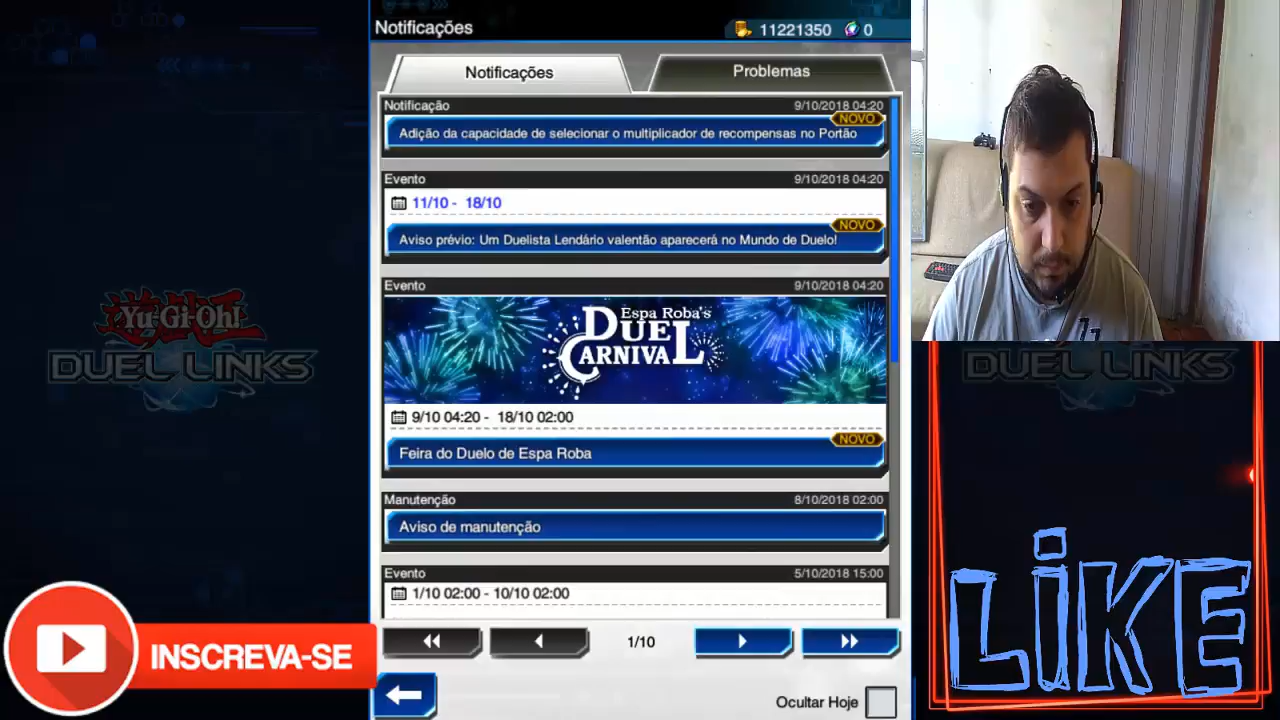 Notificações
11221350
0
Notificações
Problemas
Notificação
9/10/2018 04:20
NOVO
Adição da capacidade de selecionar o multiplicador de recompensas no Portão
Evento
9/10/2018 04:20
11/10 - 18/10
NOVO
Aviso prévio: Um Duelista Lendário valentão aparecerá no Mundo de Duelo!
Evento
9/10/2018 04:20
Espa Roba's
DUEL
CARNIVAL
9/10 04:20 - 18/10 02:00
NOVO
Feira do Duelo de Espa Roba
Manutenção
8/10/2018 02:00
Aviso de manutenção
Evento
5/10/2018 15:00
1/10 02:00 - 10/10 02:00
1/10
Ocultar Hoje
Yu-Gi-Oh!
DUEL LINKS
DUEL LINKS
INSCREVA-SE
LiKE